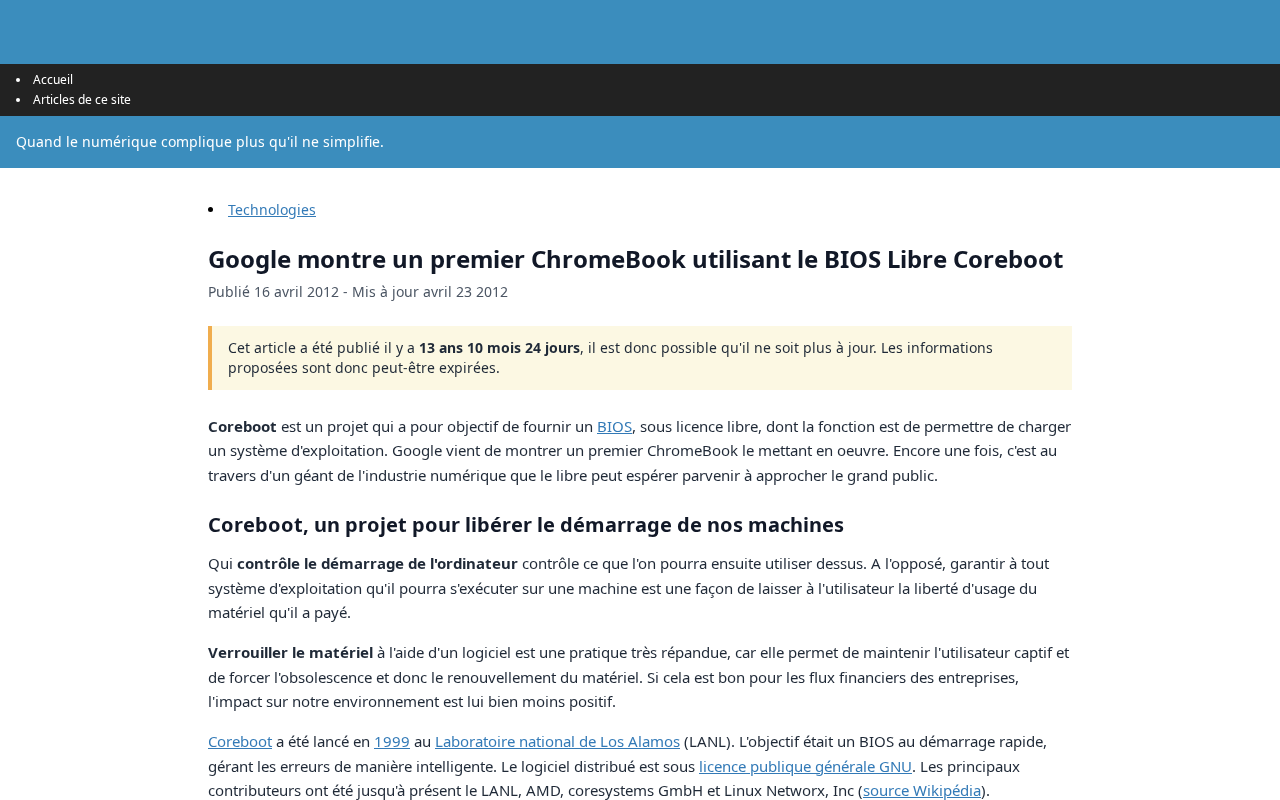 Accueil
Articles de ce site
Quand le numérique complique plus qu'il ne simplifie.
Technologies
Google montre un premier ChromeBook utilisant le BIOS Libre Coreboot
Publié 16 avril 2012 - Mis à jour avril 23 2012
Cet article a été publié il y a 13 ans 10 mois 24 jours, il est donc possible qu'il ne soit plus à jour. Les informations
proposées sont donc peut-être expirées.
Coreboot est un projet qui a pour objectif de fournir un BIOS, sous licence libre, dont la fonction est de permettre de charger
un système d'exploitation. Google vient de montrer un premier ChromeBook le mettant en oeuvre. Encore une fois, c'est au
travers d'un géant de l'industrie numérique que le libre peut espérer parvenir à approcher le grand public.
Coreboot, un projet pour libérer le démarrage de nos machines
Qui contrôle le démarrage de l'ordinateur contrôle ce que l'on pourra ensuite utiliser dessus. A l'opposé, garantir à tout
système d'exploitation qu'il pourra s'exécuter sur une machine est une façon de laisser à l'utilisateur la liberté d'usage du
matériel qu'il a payé.
Verrouiller le matériel à l'aide d'un logiciel est une pratique très répandue, car elle permet de maintenir l'utilisateur captif et
de forcer l'obsolescence et donc le renouvellement du matériel. Si cela est bon pour les flux financiers des entreprises,
l'impact sur notre environnement est lui bien moins positif.
Coreboot a été lancé en 1999 au Laboratoire national de Los Alamos (LANL). L'objectif était un BIOS au démarrage rapide,
gérant les erreurs de manière intelligente. Le logiciel distribué est sous licence publique générale GNU. Les principaux
contributeurs ont été jusqu'à présent le LANL, AMD, coresystems GmbH et Linux Networx, Inc (source Wikipédia).